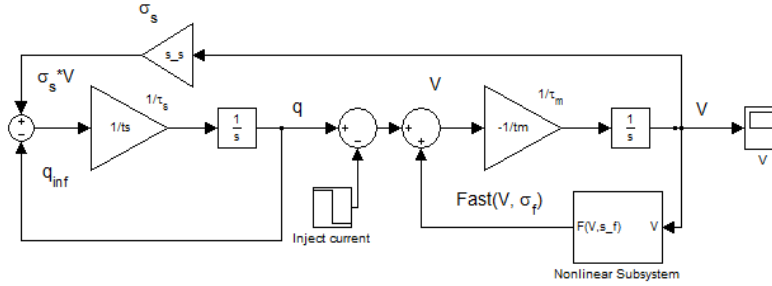 σs
s_s
σs*V
1/ts
1/τs
1
s
q
V
-1/tm
1/τm
1
s
V
V
qinf
Inject current
Fast(V, σf)
F(V,s_f)
V
Nonlinear Subsystem